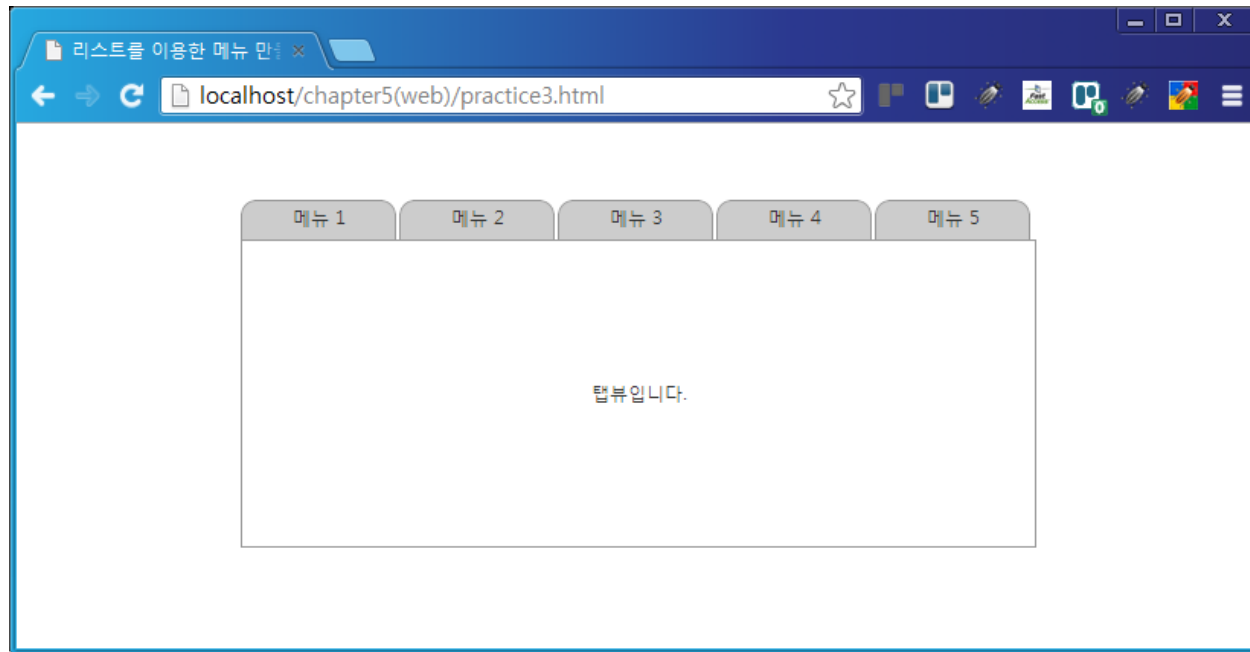 리스트를 이용한 메뉴 만
localhost/chapter5(web)/practice3.html
메뉴 1
메뉴 2
메뉴 3
메뉴 4
메뉴 5
탭뷰입니다.